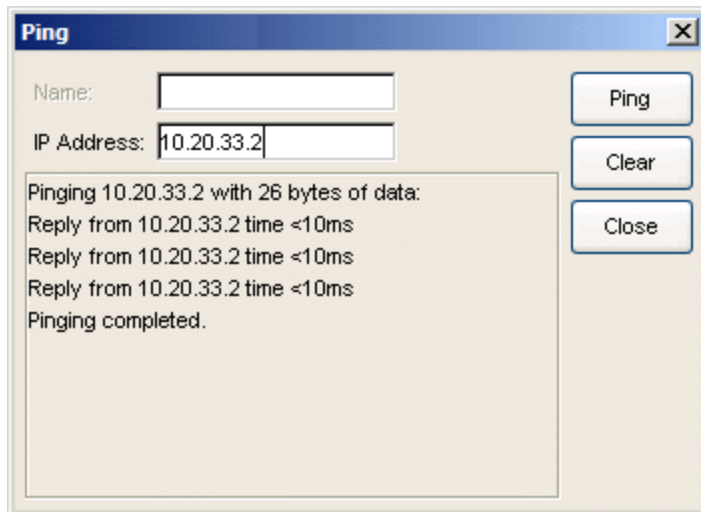 Ping
Name:
Ping
IP Address: 10.20.33.2
Clear
Pinging 10.20.33.2 with 26 bytes of data:
Reply from 10.20.33.2 time <10ms
Close
Reply from 10.20.33.2 time <10ms
Reply from 10.20.33.2 time <10ms
Pinging completed.